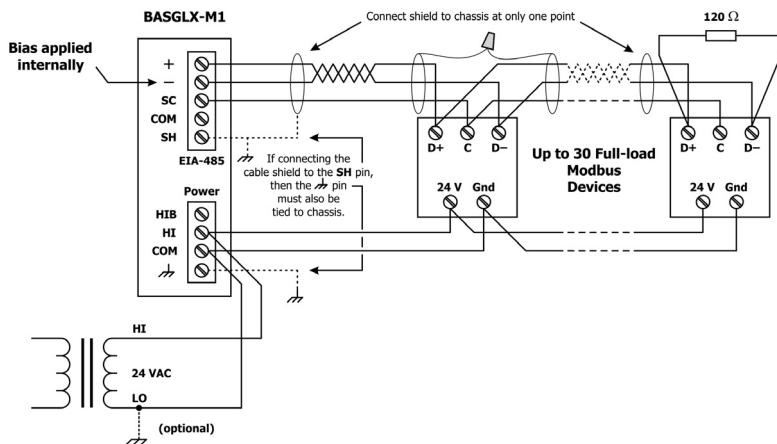 BASGLX-M1
Connect shield to chassis at only one point
120 Ω
Bias applied
internally
+
−
SC
COM
SH
EIA-485
D+ C D−
D+ C D−
Up to 30 Full-load
Modbus
Devices
If connecting the
cable shield to the SH pin,
then the pin
must also be
tied to chassis.
Power
HIB
HI
COM
24 V Gnd
24 V Gnd
HI
24 VAC
LO
(optional)